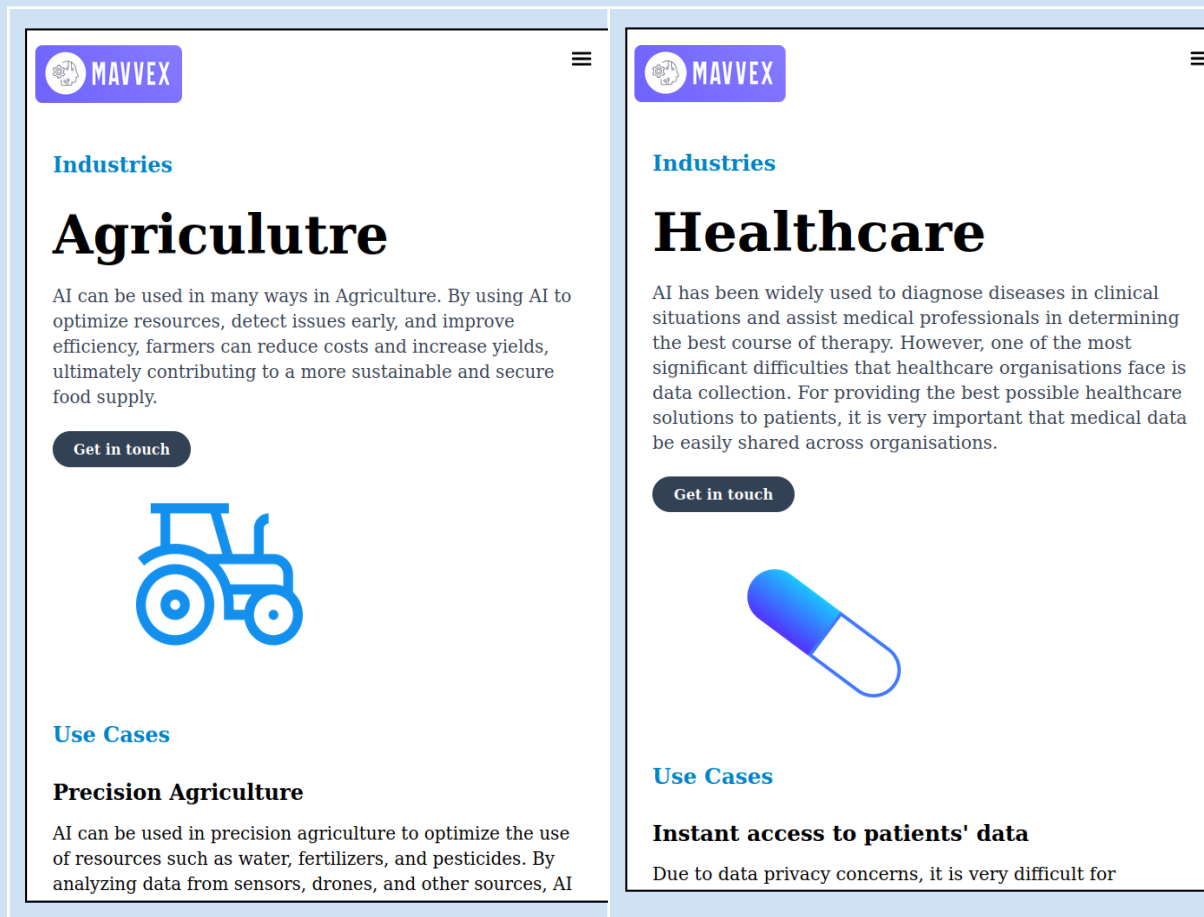 MAVVEX
Industries
Agriculutre
AI can be used in many ways in Agriculture. By using AI to
optimize resources, detect issues early, and improve
efficiency, farmers can reduce costs and increase yields,
ultimately contributing to a more sustainable and secure
food supply.
Get in touch
Use Cases
Precision Agriculture
AI can be used in precision agriculture to optimize the use
of resources such as water, fertilizers, and pesticides. By
analyzing data from sensors, drones, and other sources, AI
MAVVEX
Industries
Healthcare
AI has been widely used to diagnose diseases in clinical
situations and assist medical professionals in determining
the best course of therapy. However, one of the most
significant difficulties that healthcare organisations face is
data collection. For providing the best possible healthcare
solutions to patients, it is very important that medical data
be easily shared across organisations.
Get in touch
Use Cases
Instant access to patients' data
Due to data privacy concerns, it is very difficult for